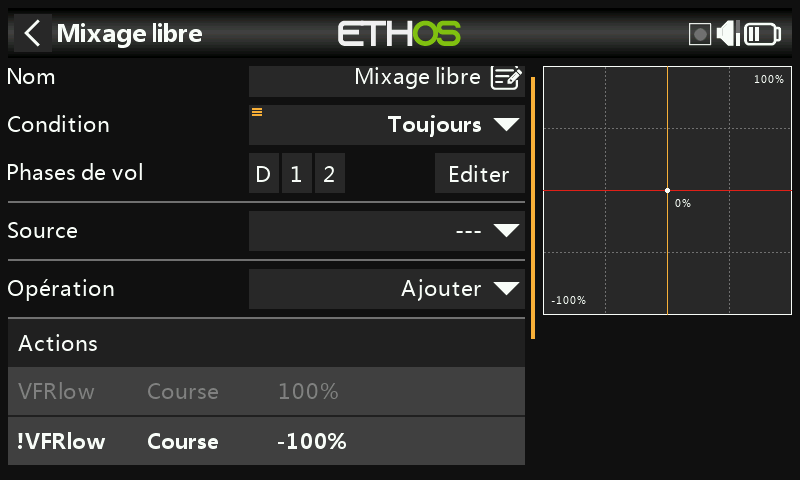 Mixage libre
ETHOS
Nom
Mixage libre
Condition
Toujours
Phases de vol
D 1 2
Editer
Source
---
Opération
Ajouter
Actions
VFRlow Course 100%
!VFRlow Course -100%
100%
0%
-100%